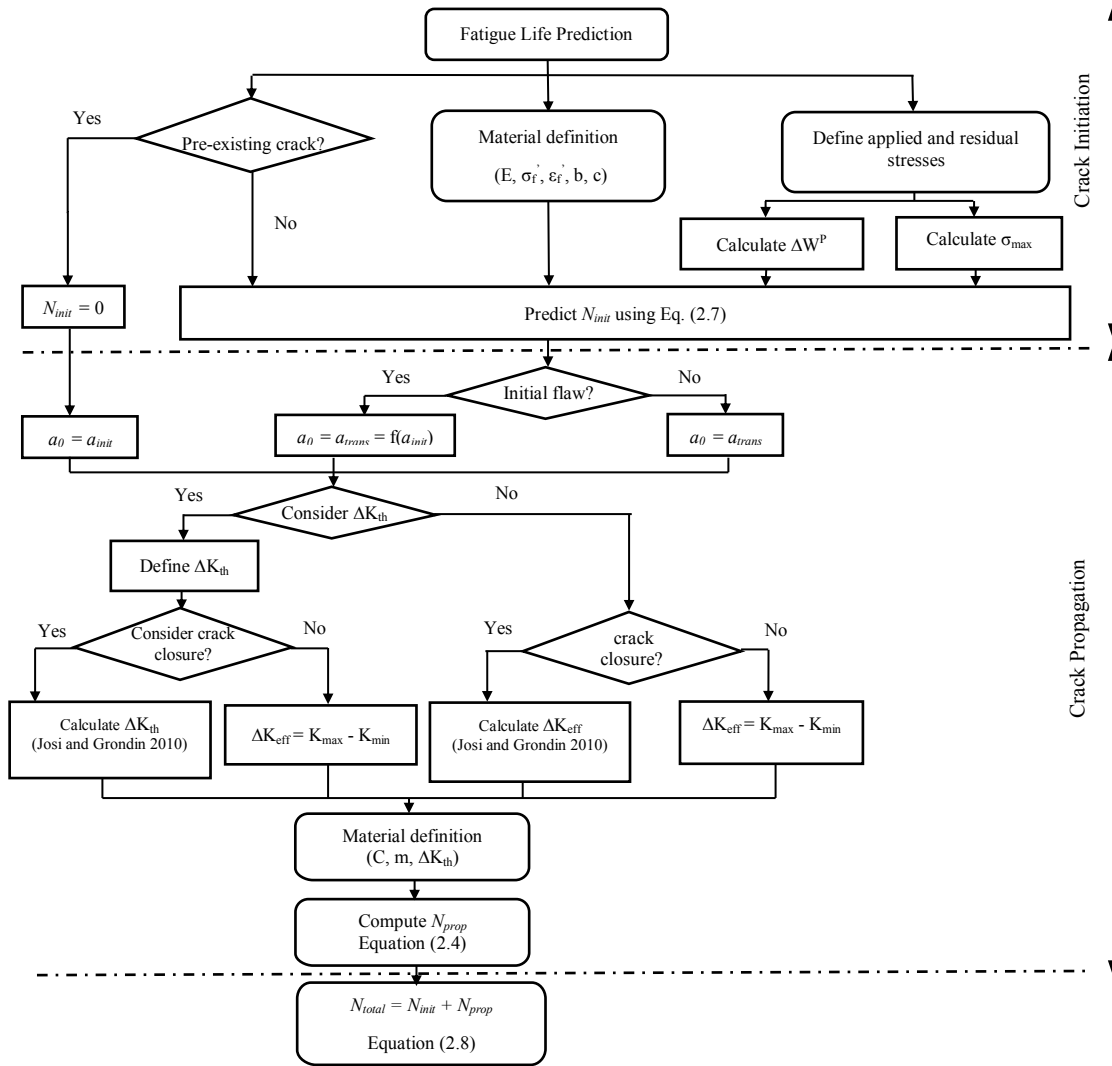 Fatigue Life Prediction
Yes
Pre-existing crack?
No
Material definition
(E, σf', εf', b, c)
Define applied and residual
stresses
Calculate ΔWᴾ
Calculate σmax
Crack Initiation
Ninit = 0
Predict Ninit using Eq. (2.7)
Yes
Initial flaw?
No
a0 = ainit
a0 = atrans = f(ainit)
a0 = atrans
Yes
Consider ΔKth
No
Define ΔKth
Yes
Consider crack
closure?
No
Yes
crack
closure?
No
Calculate ΔKth
(Josi and Grondin 2010)
ΔKeff = Kmax - Kmin
Calculate ΔKeff
(Josi and Grondin 2010)
ΔKeff = Kmax - Kmin
Crack Propagation
Material definition
(C, m, ΔKth)
Compute Nprop
Equation (2.4)
Ntotal = Ninit + Nprop
Equation (2.8)